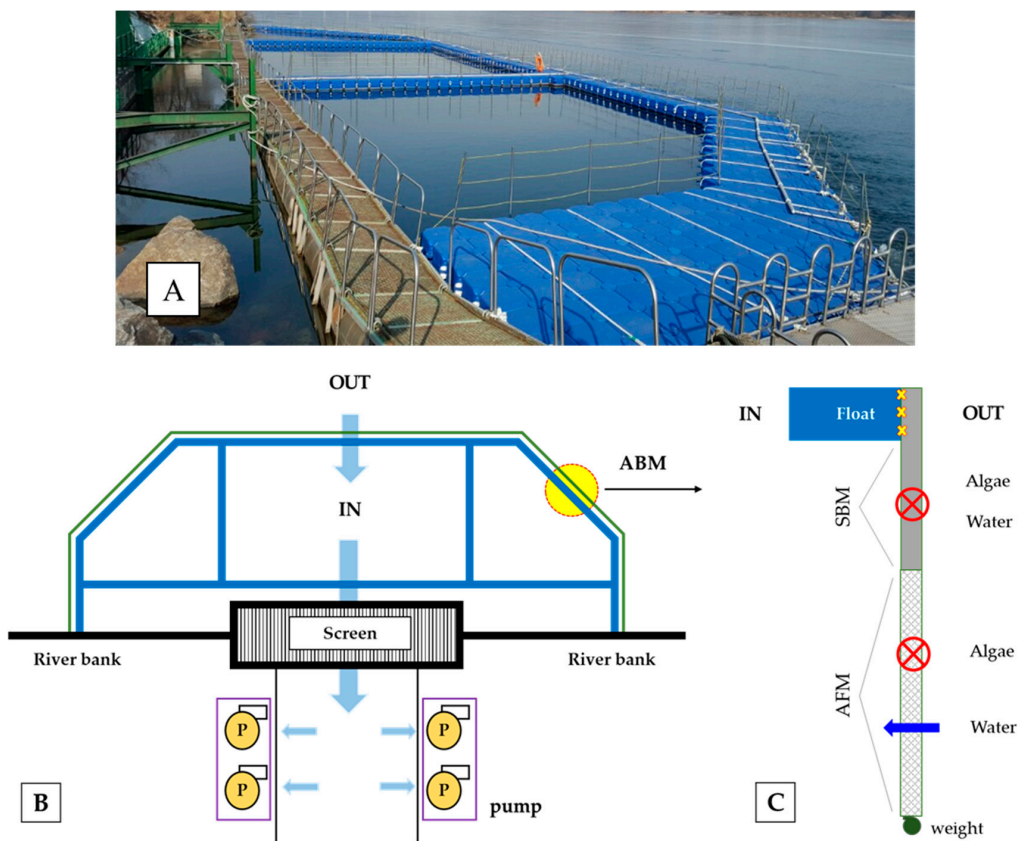 A
OUT
IN
ABM
Screen
River bank
River bank
P
P
P
P
pump
B
IN
Float
OUT
SBM
Algae
Water
AFM
Algae
Water
weight
C